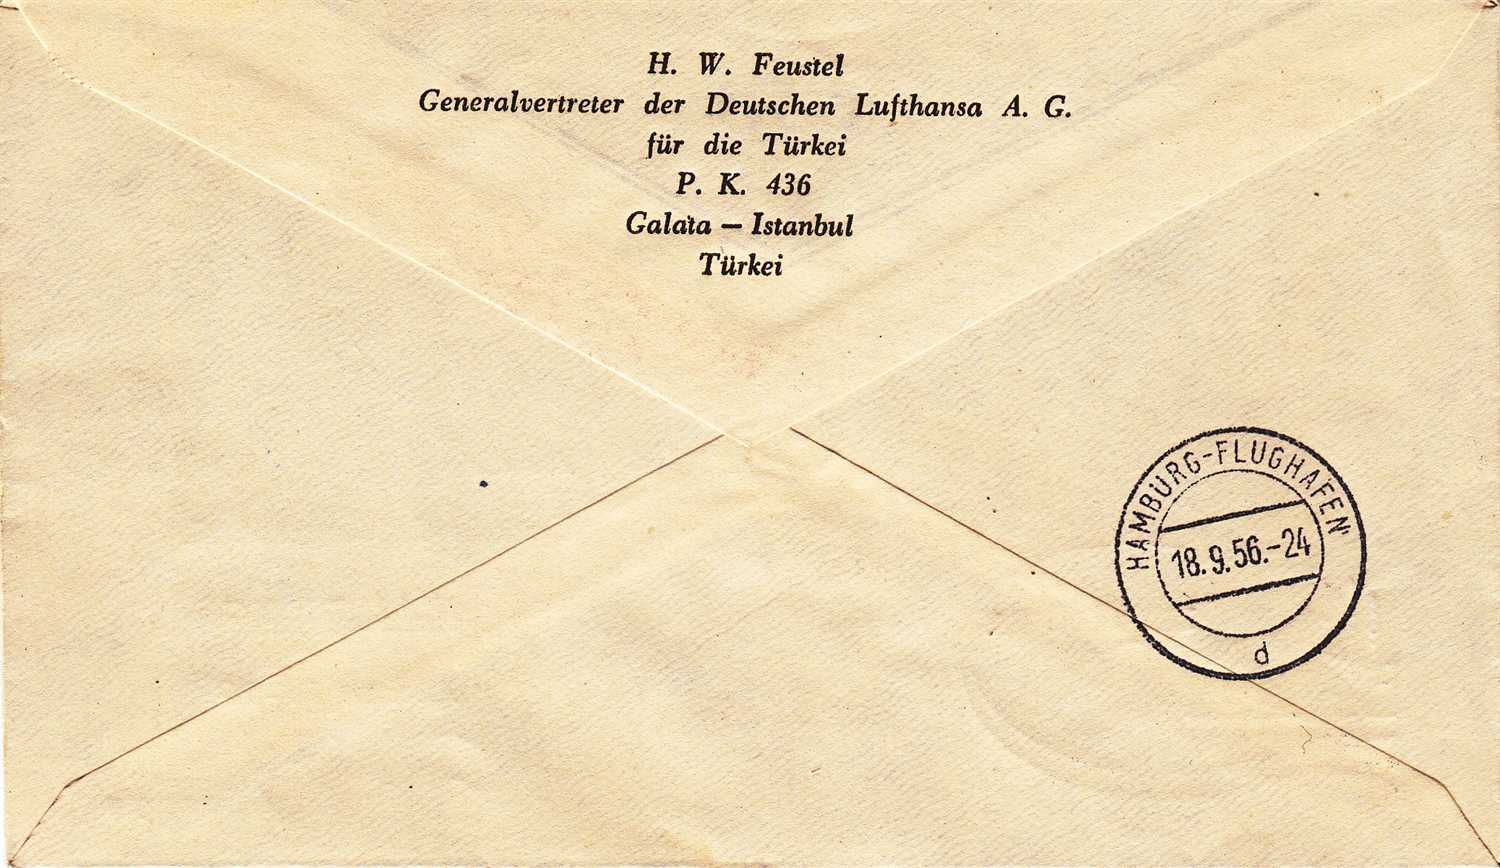 H. W. Feustel
Generalvertreter der Deutschen Lufthansa A. G.
für die Türkei
P. K. 436
Galata — Istanbul
Türkei
HAMBURG-FLUGHAFEN
18.9.56.-24
d